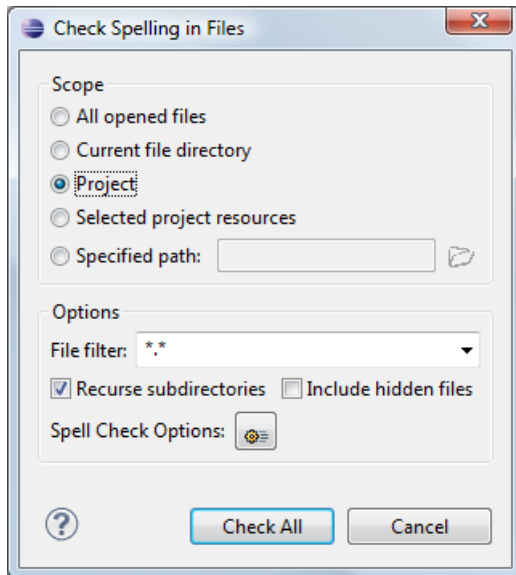 Check Spelling in Files
Scope
All opened files
Current file directory
Project
Selected project resources
Specified path:
Options
File filter: *.*
Recurse subdirectories Include hidden files
Spell Check Options:
? Check All Cancel